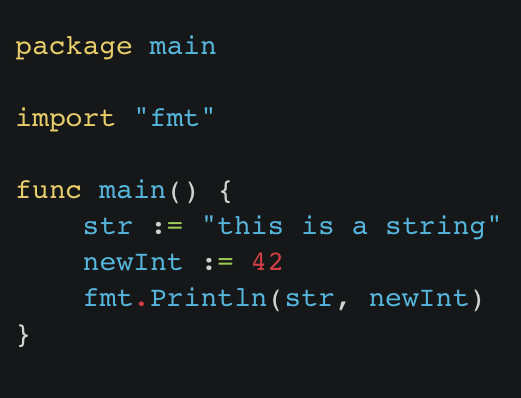 package main
import "fmt"
func main() {
    str := "this is a string"
    newInt := 42
    fmt.Println(str, newInt)
}